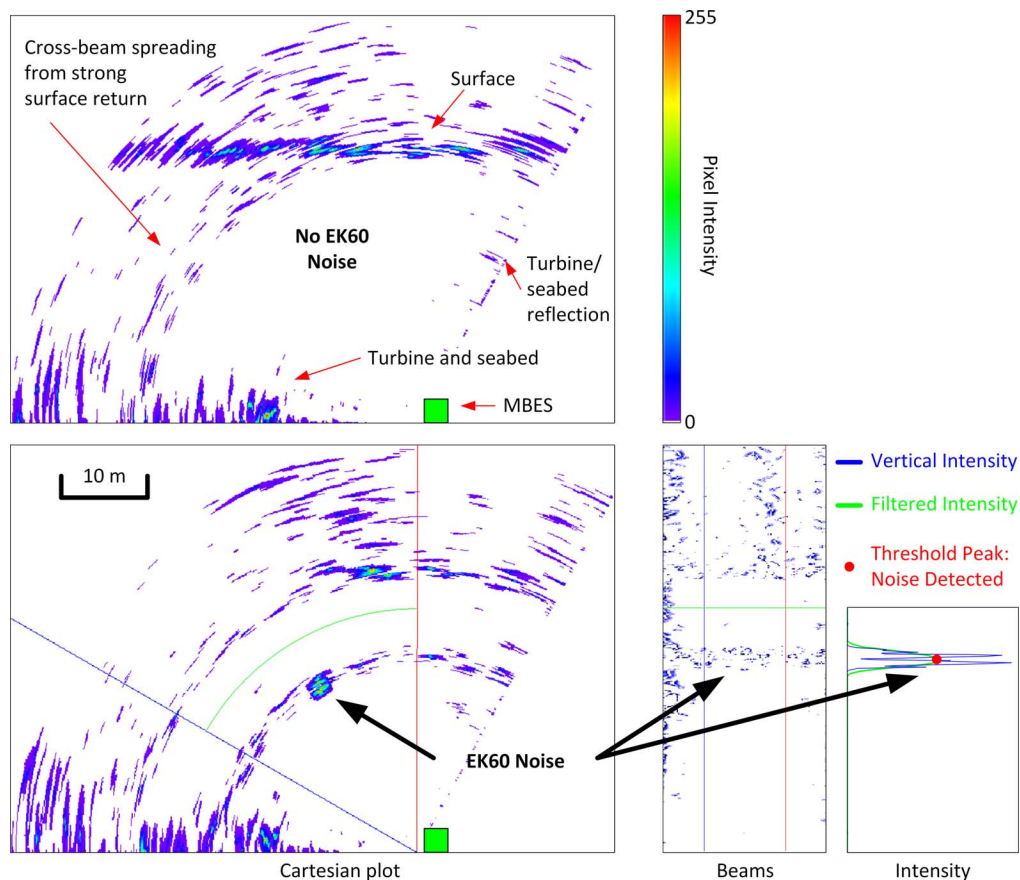 Cross-beam spreading
from strong
surface return
Surface
No EK60
Noise
Turbine/
seabed
reflection
Turbine and seabed
MBES
255
Pixel Intensity
0
10 m
EK60 Noise
Vertical Intensity
Filtered Intensity
Threshold Peak:
Noise Detected
Cartesian plot
Beams
Intensity